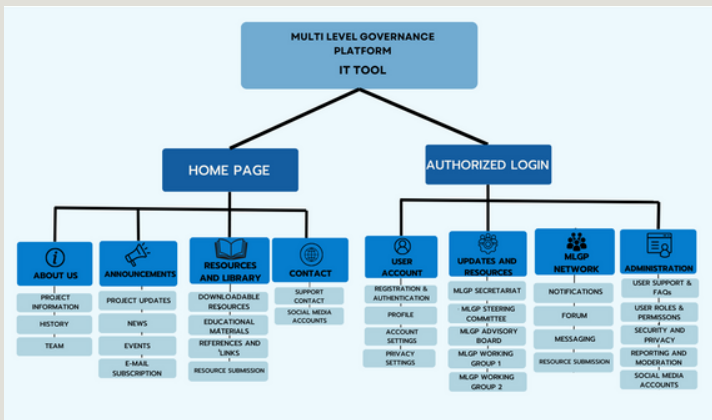 MULTI LEVEL GOVERNANCE
PLATFORM
IT TOOL
HOME PAGE
AUTHORIZED LOGIN
ABOUT US
PROJECT
INFORMATION
HISTORY
TEAM
ANNOUNCEMENTS
PROJECT UPDATES
NEWS
EVENTS
E-MAIL
SUBSCRIPTION
RESOURCES
AND LIBRARY
DOWNLOADABLE
RESOURCES
EDUCATIONAL
MATERIALS
REFERENCES AND
'LINKS
RESOURCE SUBMISSION
CONTACT
SUPPORT
CONTACT
SOCIAL MEDIA
ACCOUNTS
USER
ACCOUNT
REGISTRATION &
AUTHENTICATION
PROFILE
ACCOUNT
SETTINGS
PRIVACY
SETTINGS
UPDATES AND
RESOURCES
MLGP SECRETARIAT
MLGP STEERING
COMMITTEE
MLGP ADVISORY
BOARD
MLGP WORKING
GROUP 1
MLGP WORKING
GROUP 2
MLGP
NETWORK
NOTIFICATIONS
FORUM
MESSAGING
RESOURCE SUBMISSION
ADMINISTRATION
USER SUPPORT &
FAQs
USER ROLES &
PERMISSONS
SECURITY AND
PRIVACY
REPORTING AND
MODERATION
SOCIAL MEDIA
ACCOUNTS